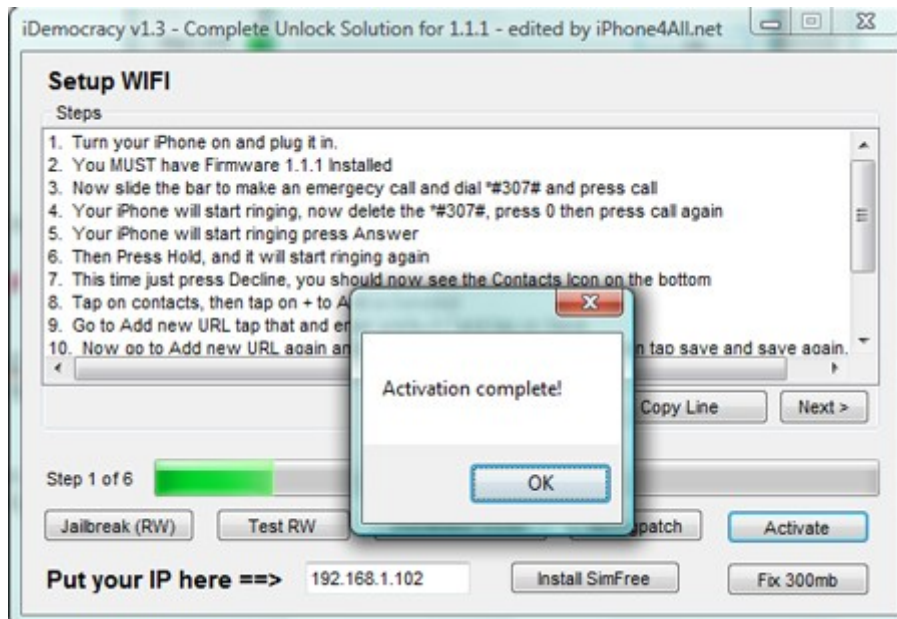 iDemocracy v1.3 - Complete Unlock Solution for 1.1.1 - edited by iPhone4All.net
Setup WIFI
Steps
1. Turn your iPhone on and plug it in.
2. You MUST have Firmware 1.1.1 Installed
3. Now slide the bar to make an emergecy call and dial *#307# and press call
4. Your iPhone will start ringing, now delete the *#307#, press 0 then press call again
5. Your iPhone will start ringing press Answer
6. Then Press Hold, and it will start ringing again
7. This time just press Decline, you should now see the Contacts Icon on the bottom
8. Tap on contacts, then tap on + to
9. Go to Add new URL tap that and
10. Now go to Add new URL again tap save and save again.
Activation complete!
OK
Copy Line
Next >
Step 1 of 6
Jailbreak (RW)
Test RW
Activate
Put your IP here ==>
192.168.1.102
Install SimFree
Fix 300mb